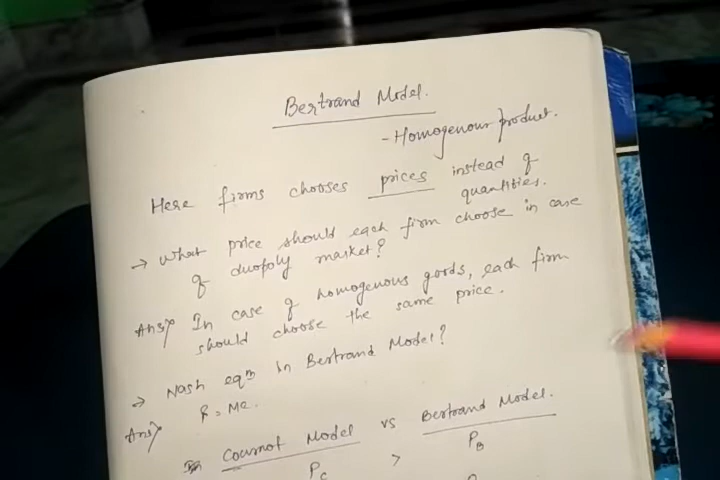 Bertrand Model.
- Homogenous product.
Here firms chooses prices instead of
quantities.
→ What price should each firm choose in case
of duopoly market?
Ans) In case of homogenous goods, each firm
should choose the same price.
→ Nash eqm in Bertrand Model?
Ans) P = MC.
Cournot Model vs Bertrand Model.
P_C > P_B